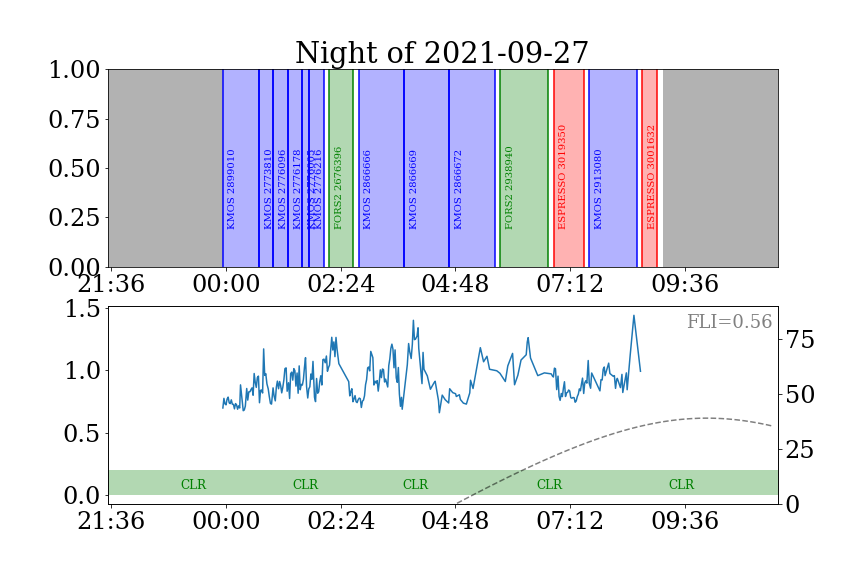 Night of 2021-09-27
1.00
0.75
0.50
0.25
0.00
KMOS 2899010
KMOS 2773810
KMOS 2776096
KMOS 2776178
KMOS 2776216
FORS2 2676396
KMOS 2866666
KMOS 2866669
KMOS 2866672
FORS2 2938940
ESPRESSO 3019350
KMOS 2913080
ESPRESSO 3001632
21:36 00:00 02:24 04:48 07:12 09:36
1.5
1.0
0.5
0.0
FLI=0.56
75
50
25
0
CLR CLR CLR CLR CLR
21:36 00:00 02:24 04:48 07:12 09:36